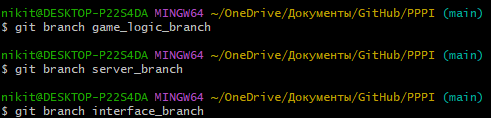 nikit@DESKTOP-P22S4DA MINGW64 ~/OneDrive/Документы/GitHub/PPPI (main)
$ git branch game_logic_branch
nikit@DESKTOP-P22S4DA MINGW64 ~/OneDrive/Документы/GitHub/PPPI (main)
$ git branch server_branch
nikit@DESKTOP-P22S4DA MINGW64 ~/OneDrive/Документы/GitHub/PPPI (main)
$ git branch interface_branch